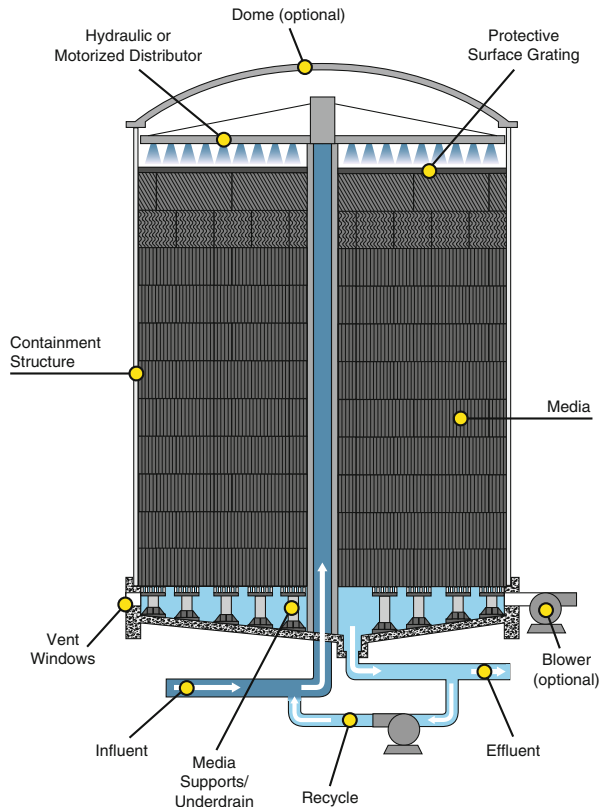 Dome (optional)
Hydraulic or
Motorized Distributor
Protective
Surface Grating
Containment
Structure
Media
Vent
Windows
Blower
(optional)
Influent
Media
Supports/
Underdrain
Recycle
Effluent